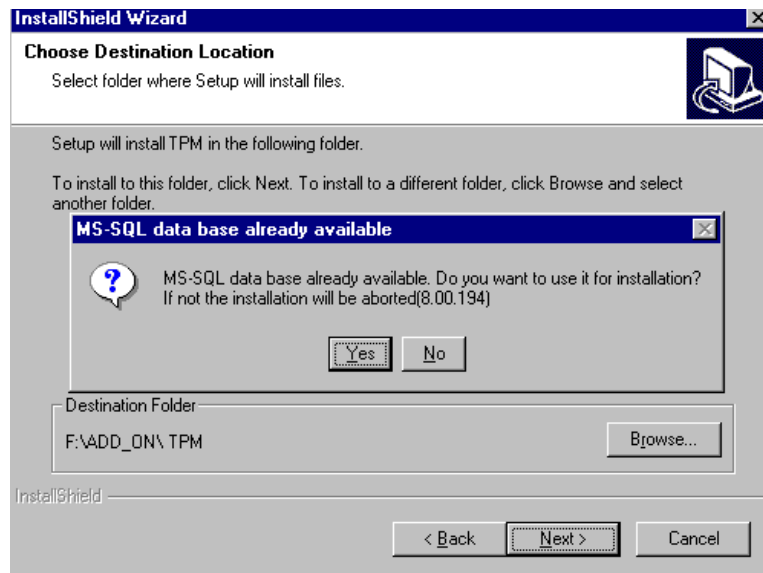 InstallShield Wizard
Choose Destination Location
Select folder where Setup will install files.
Setup will install TPM in the following folder.
To install to this folder, click Next. To install to a different folder, click Browse and select
another folder.
MS-SQL data base already available
MS-SQL data base already available. Do you want to use it for installation?
If not the installation will be aborted(8.00.194)
Yes No
Destination Folder
F:\ADD_ON\ TPM
Browse...
InstallShield
< Back Next > Cancel